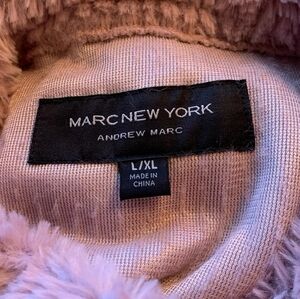 MARC NEW YORK
ANDREW MARC
L/XL
MADE IN
CHINA